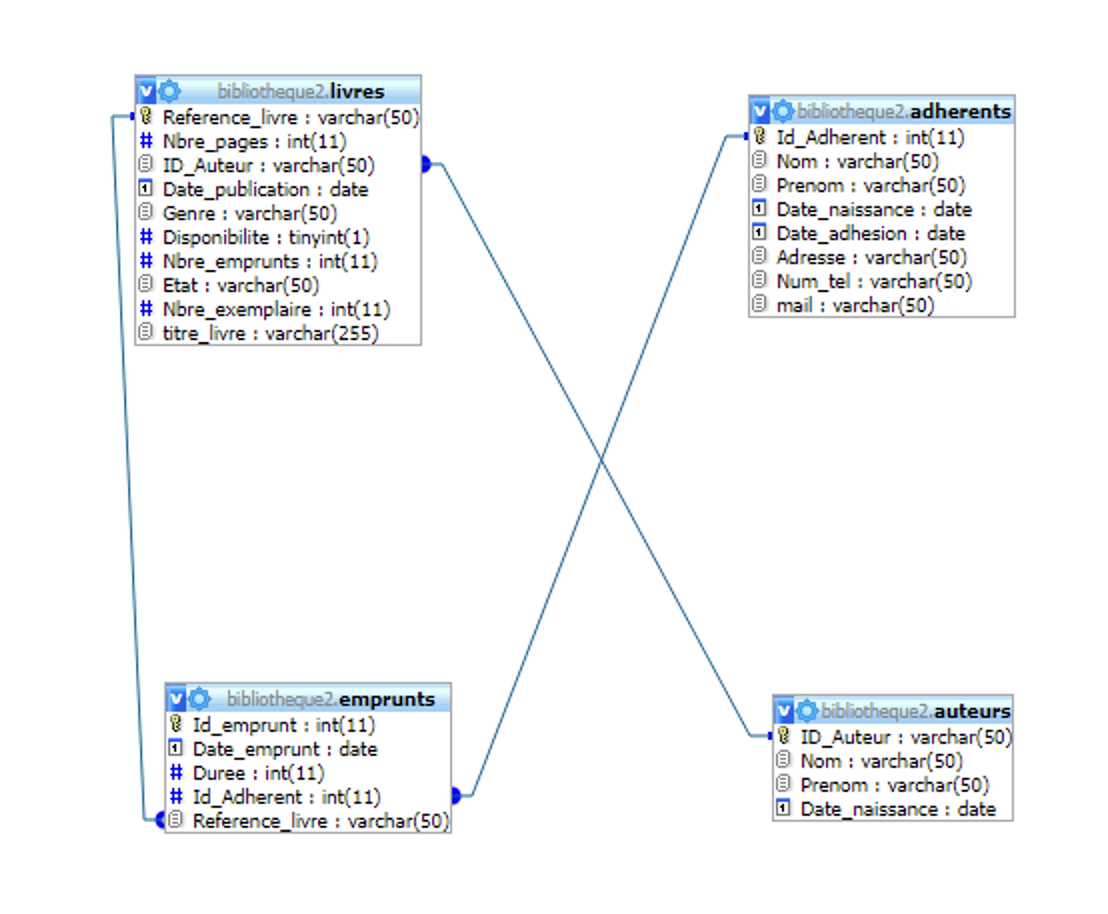 bibliotheque2.livres
Reference_livre : varchar(50)
Nbre_pages : int(11)
ID_Auteur : varchar(50)
Date_publication : date
Genre : varchar(50)
Disponibilite : tinyint(1)
Nbre_emprunts : int(11)
Etat : varchar(50)
Nbre_exemplaire : int(11)
titre_livre : varchar(255)
bibliotheque2.adherents
Id_Adherent : int(11)
Nom : varchar(50)
Prenom : varchar(50)
Date_naissance : date
Date_adhesion : date
Adresse : varchar(50)
Num_tel : varchar(50)
mail : varchar(50)
bibliotheque2.emprunts
Id_emprunt : int(11)
Date_emprunt : date
Duree : int(11)
Id_Adherent : int(11)
Reference_livre : varchar(50)
bibliotheque2.auteurs
ID_Auteur : varchar(50)
Nom : varchar(50)
Prenom : varchar(50)
Date_naissance : date